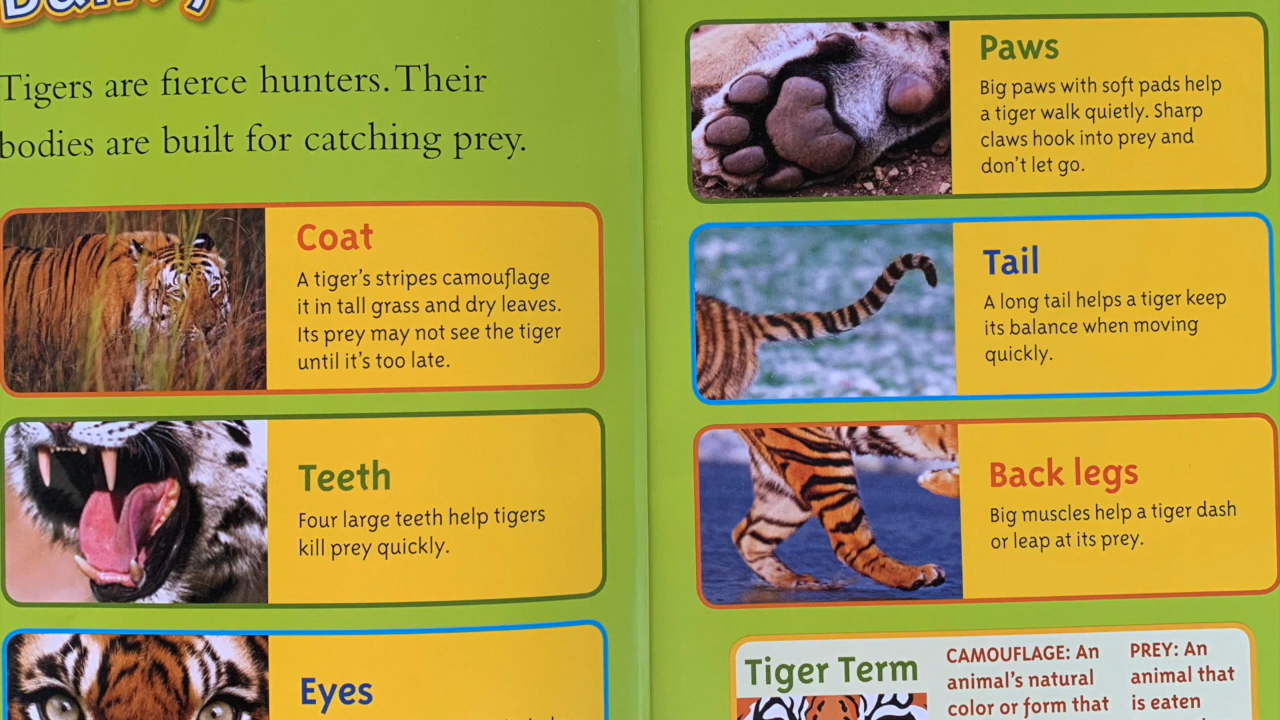 Tigers are fierce hunters. Their
bodies are built for catching prey.
Coat
A tiger's stripes camouflage
it in tall grass and dry leaves.
Its prey may not see the tiger
until it's too late.
Teeth
Four large teeth help tigers
kill prey quickly.
Eyes
Paws
Big paws with soft pads help
a tiger walk quietly. Sharp
claws hook into prey and
don't let go.
Tail
A long tail helps a tiger keep
its balance when moving
quickly.
Back legs
Big muscles help a tiger dash
or leap at its prey.
Tiger Term
CAMOUFLAGE: An
animal's natural
color or form that
PREY: An
animal that
is eaten